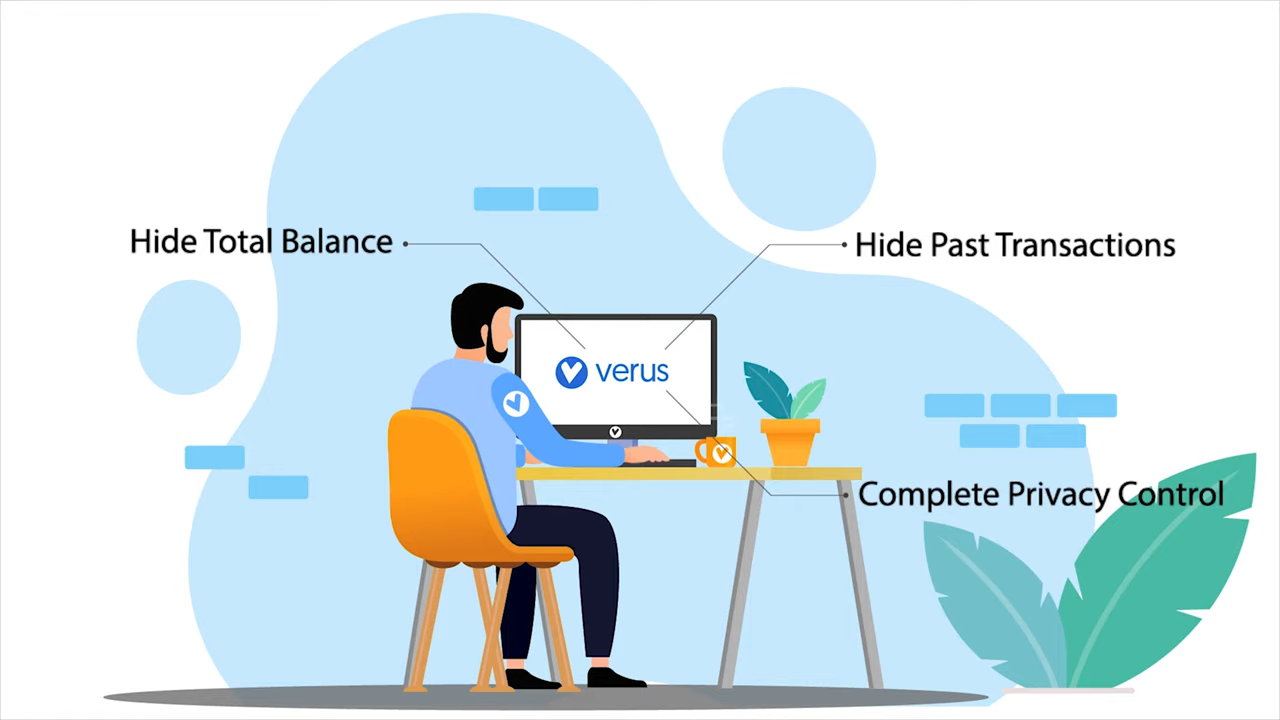 Hide Total Balance
Hide Past Transactions
verus
Complete Privacy Control